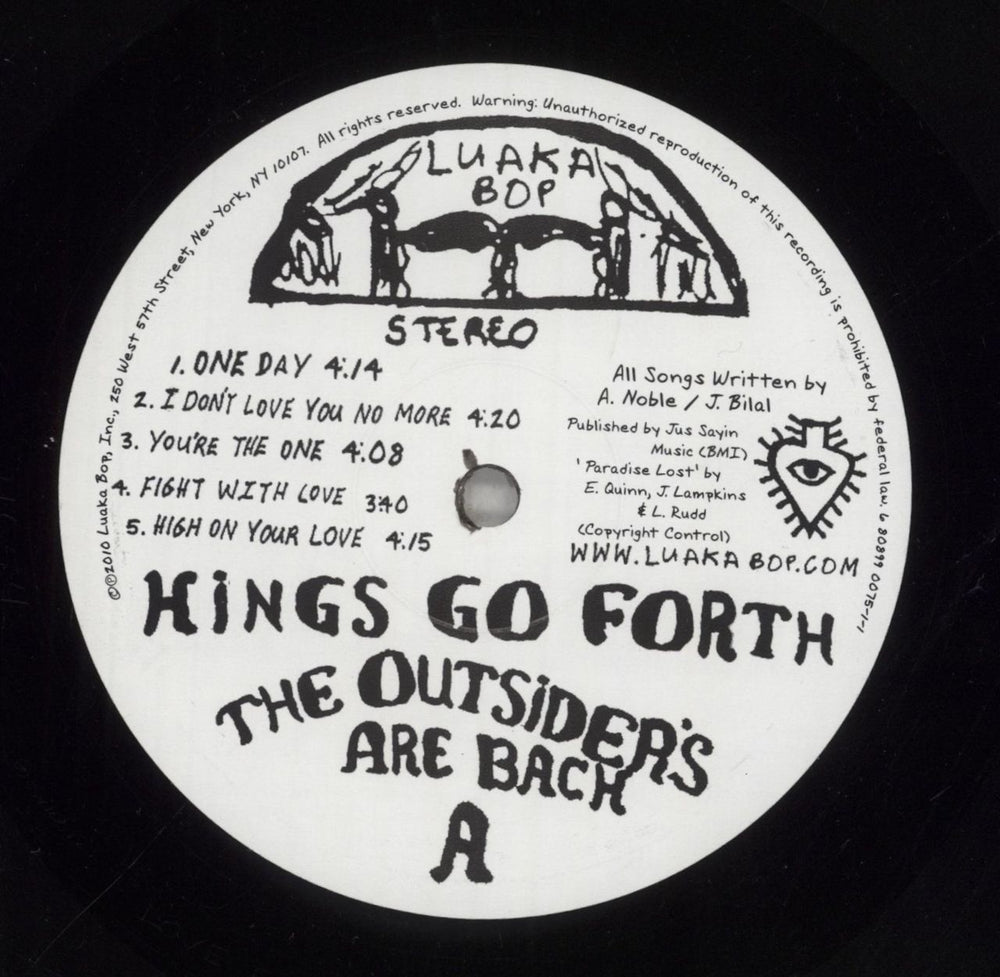 ©℗2010 Luaka Bop, Inc., 250 West 57th Street, New York, NY 10107. All rights reserved. Warning: Unauthorized reproduction of this recording is prohibited by federal law. 6 80899 0075-1-1
LUAKA
BOP
STEREO
1. ONE DAY 4:14
2. I DON'T LOVE YOU NO MORE 4:20
3. YOU'RE THE ONE 4:08
4. FIGHT WITH LOVE 3:40
5. HIGH ON YOUR LOVE 4:15
All Songs Written by
A. Noble / J. Bilal
Published by Jus Sayin
Music (BMI)
'Paradise Lost' by
E. Quinn, J. Lampkins
& L. Rudd
(Copyright Control)
WWW.LUAKA BOP.COM
KiNGS GO FORTH
THE OUTSiDER'S
ARE BACK
A